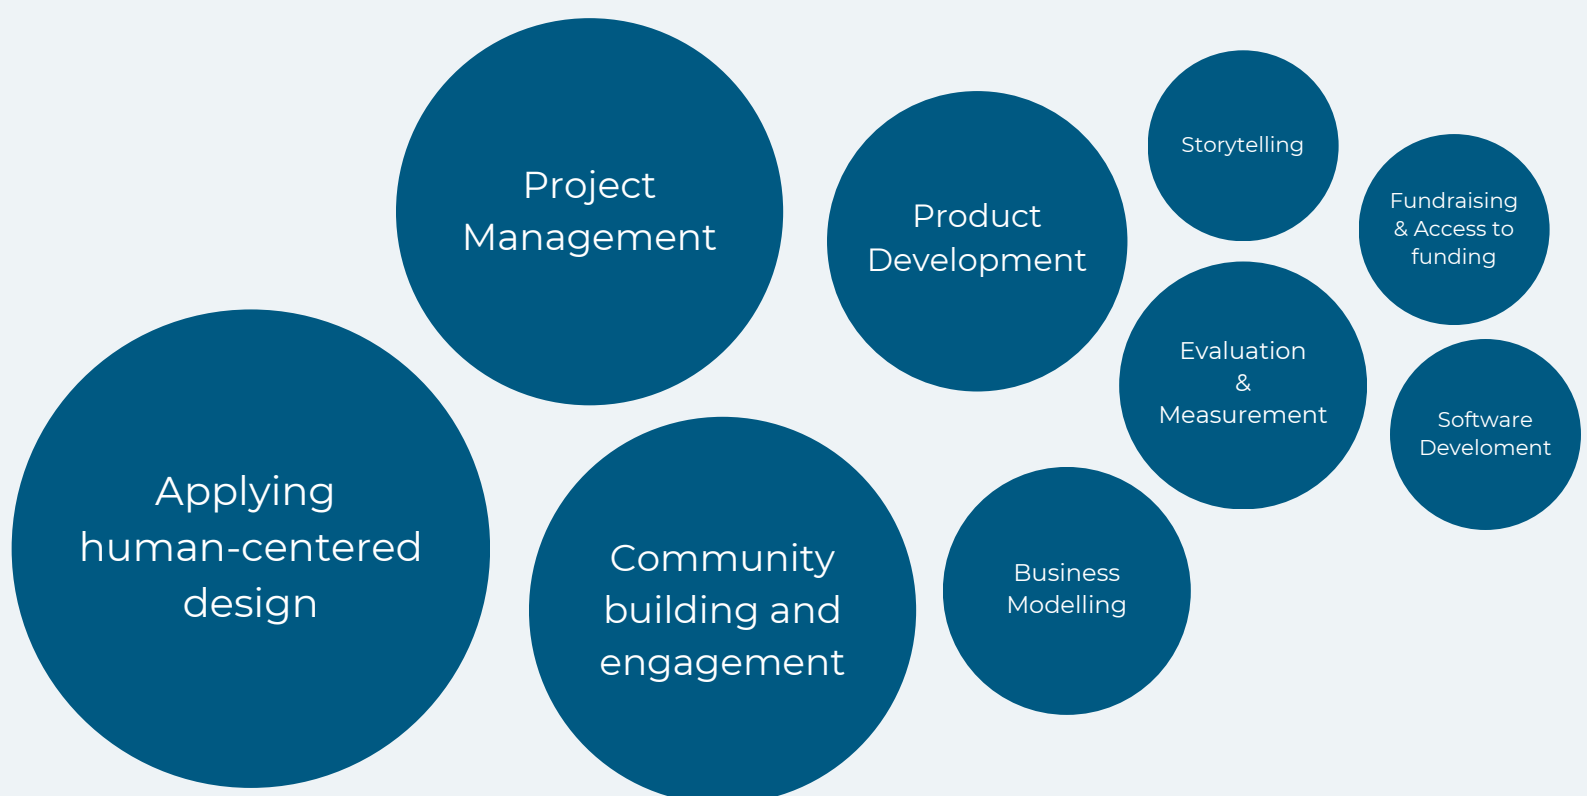 Project
Management
Product
Development
Storytelling
Fundraising
& Access to
funding
Evaluation
&
Measurement
Software
Develoment
Applying
human-centered
design
Community
building and
engagement
Business
Modelling